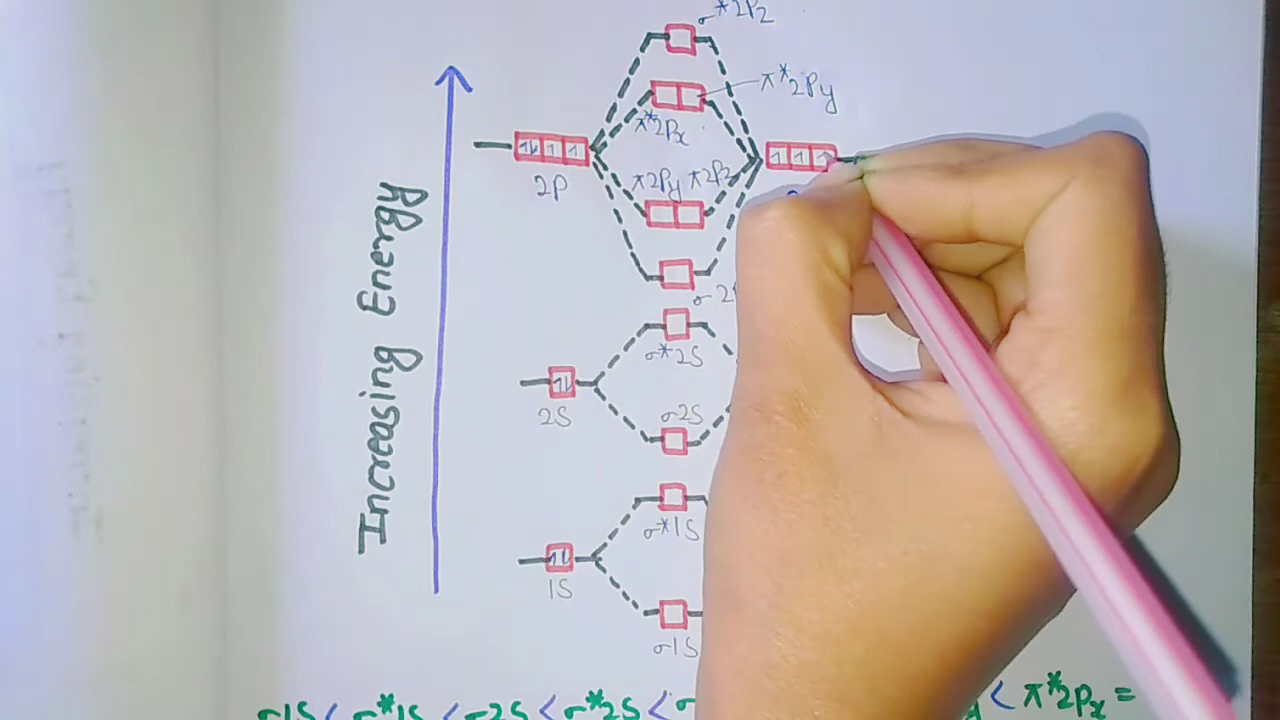 σ*2Pz
π*2Py
π*2Px
2P
π2Py π2Pz
σ2
σ*2S
2S
σ2S
σ*1S
1S
σ1S
Increasing Energy
σ1S < σ*1S < σ2S < σ*2S < σ < π*2Px =